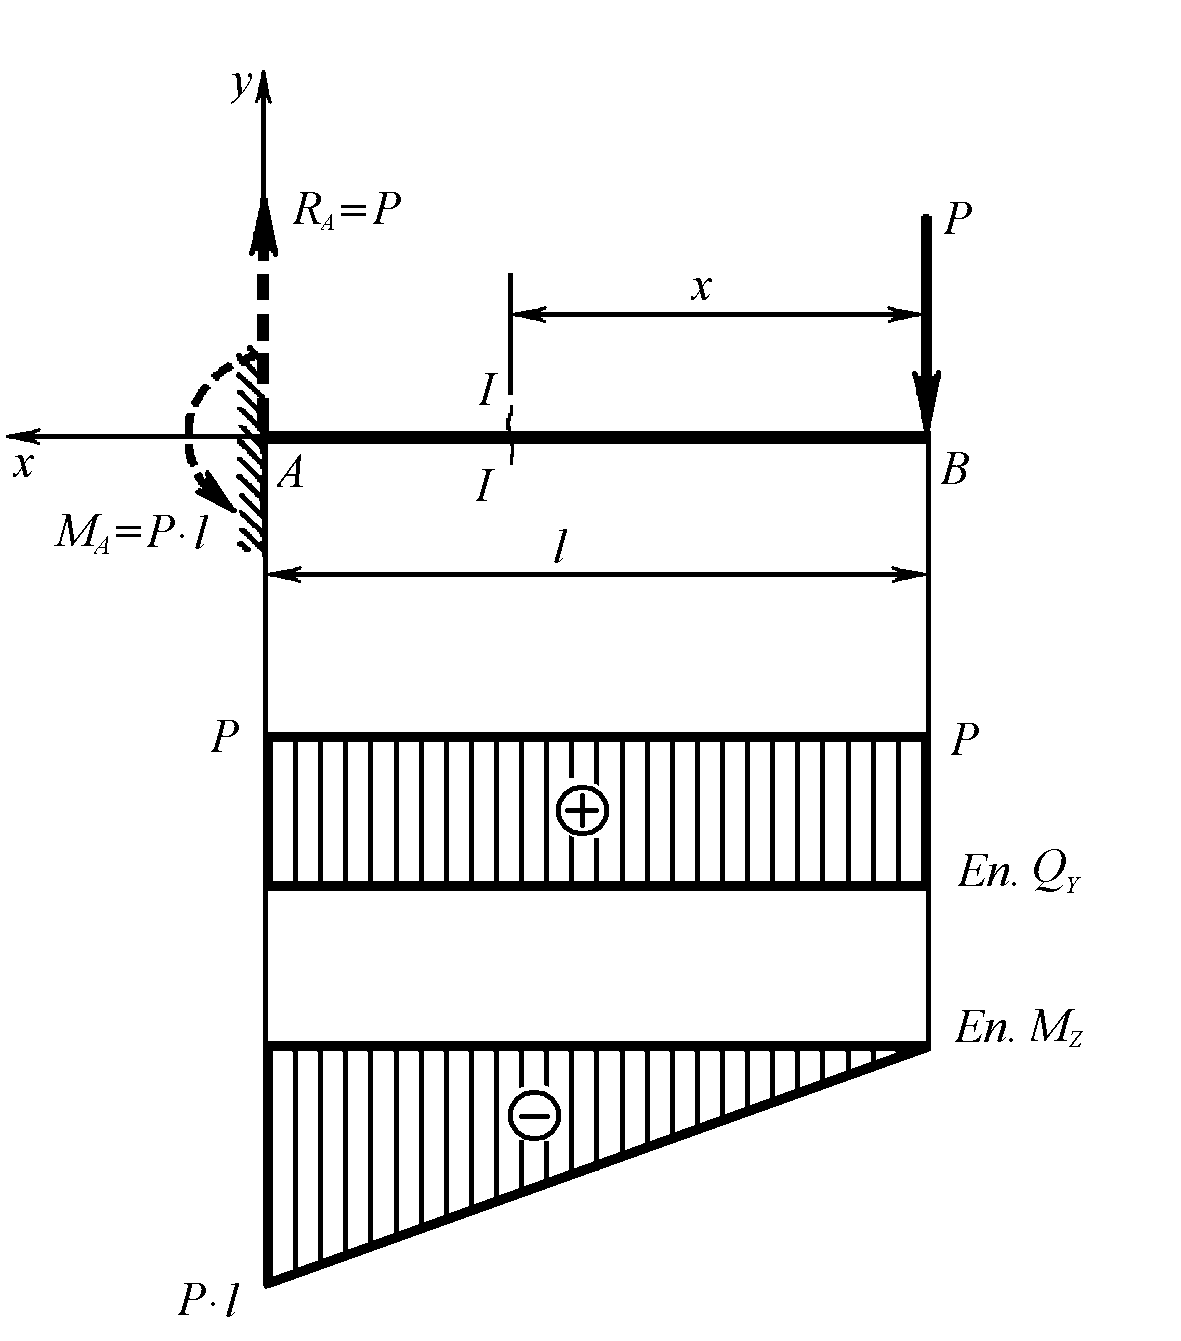 y
R_A=P
P
x
I
x
A
I
B
M_A=P·l
l
P
P
+
En. Q_Y
En. M_Z
−
P·l